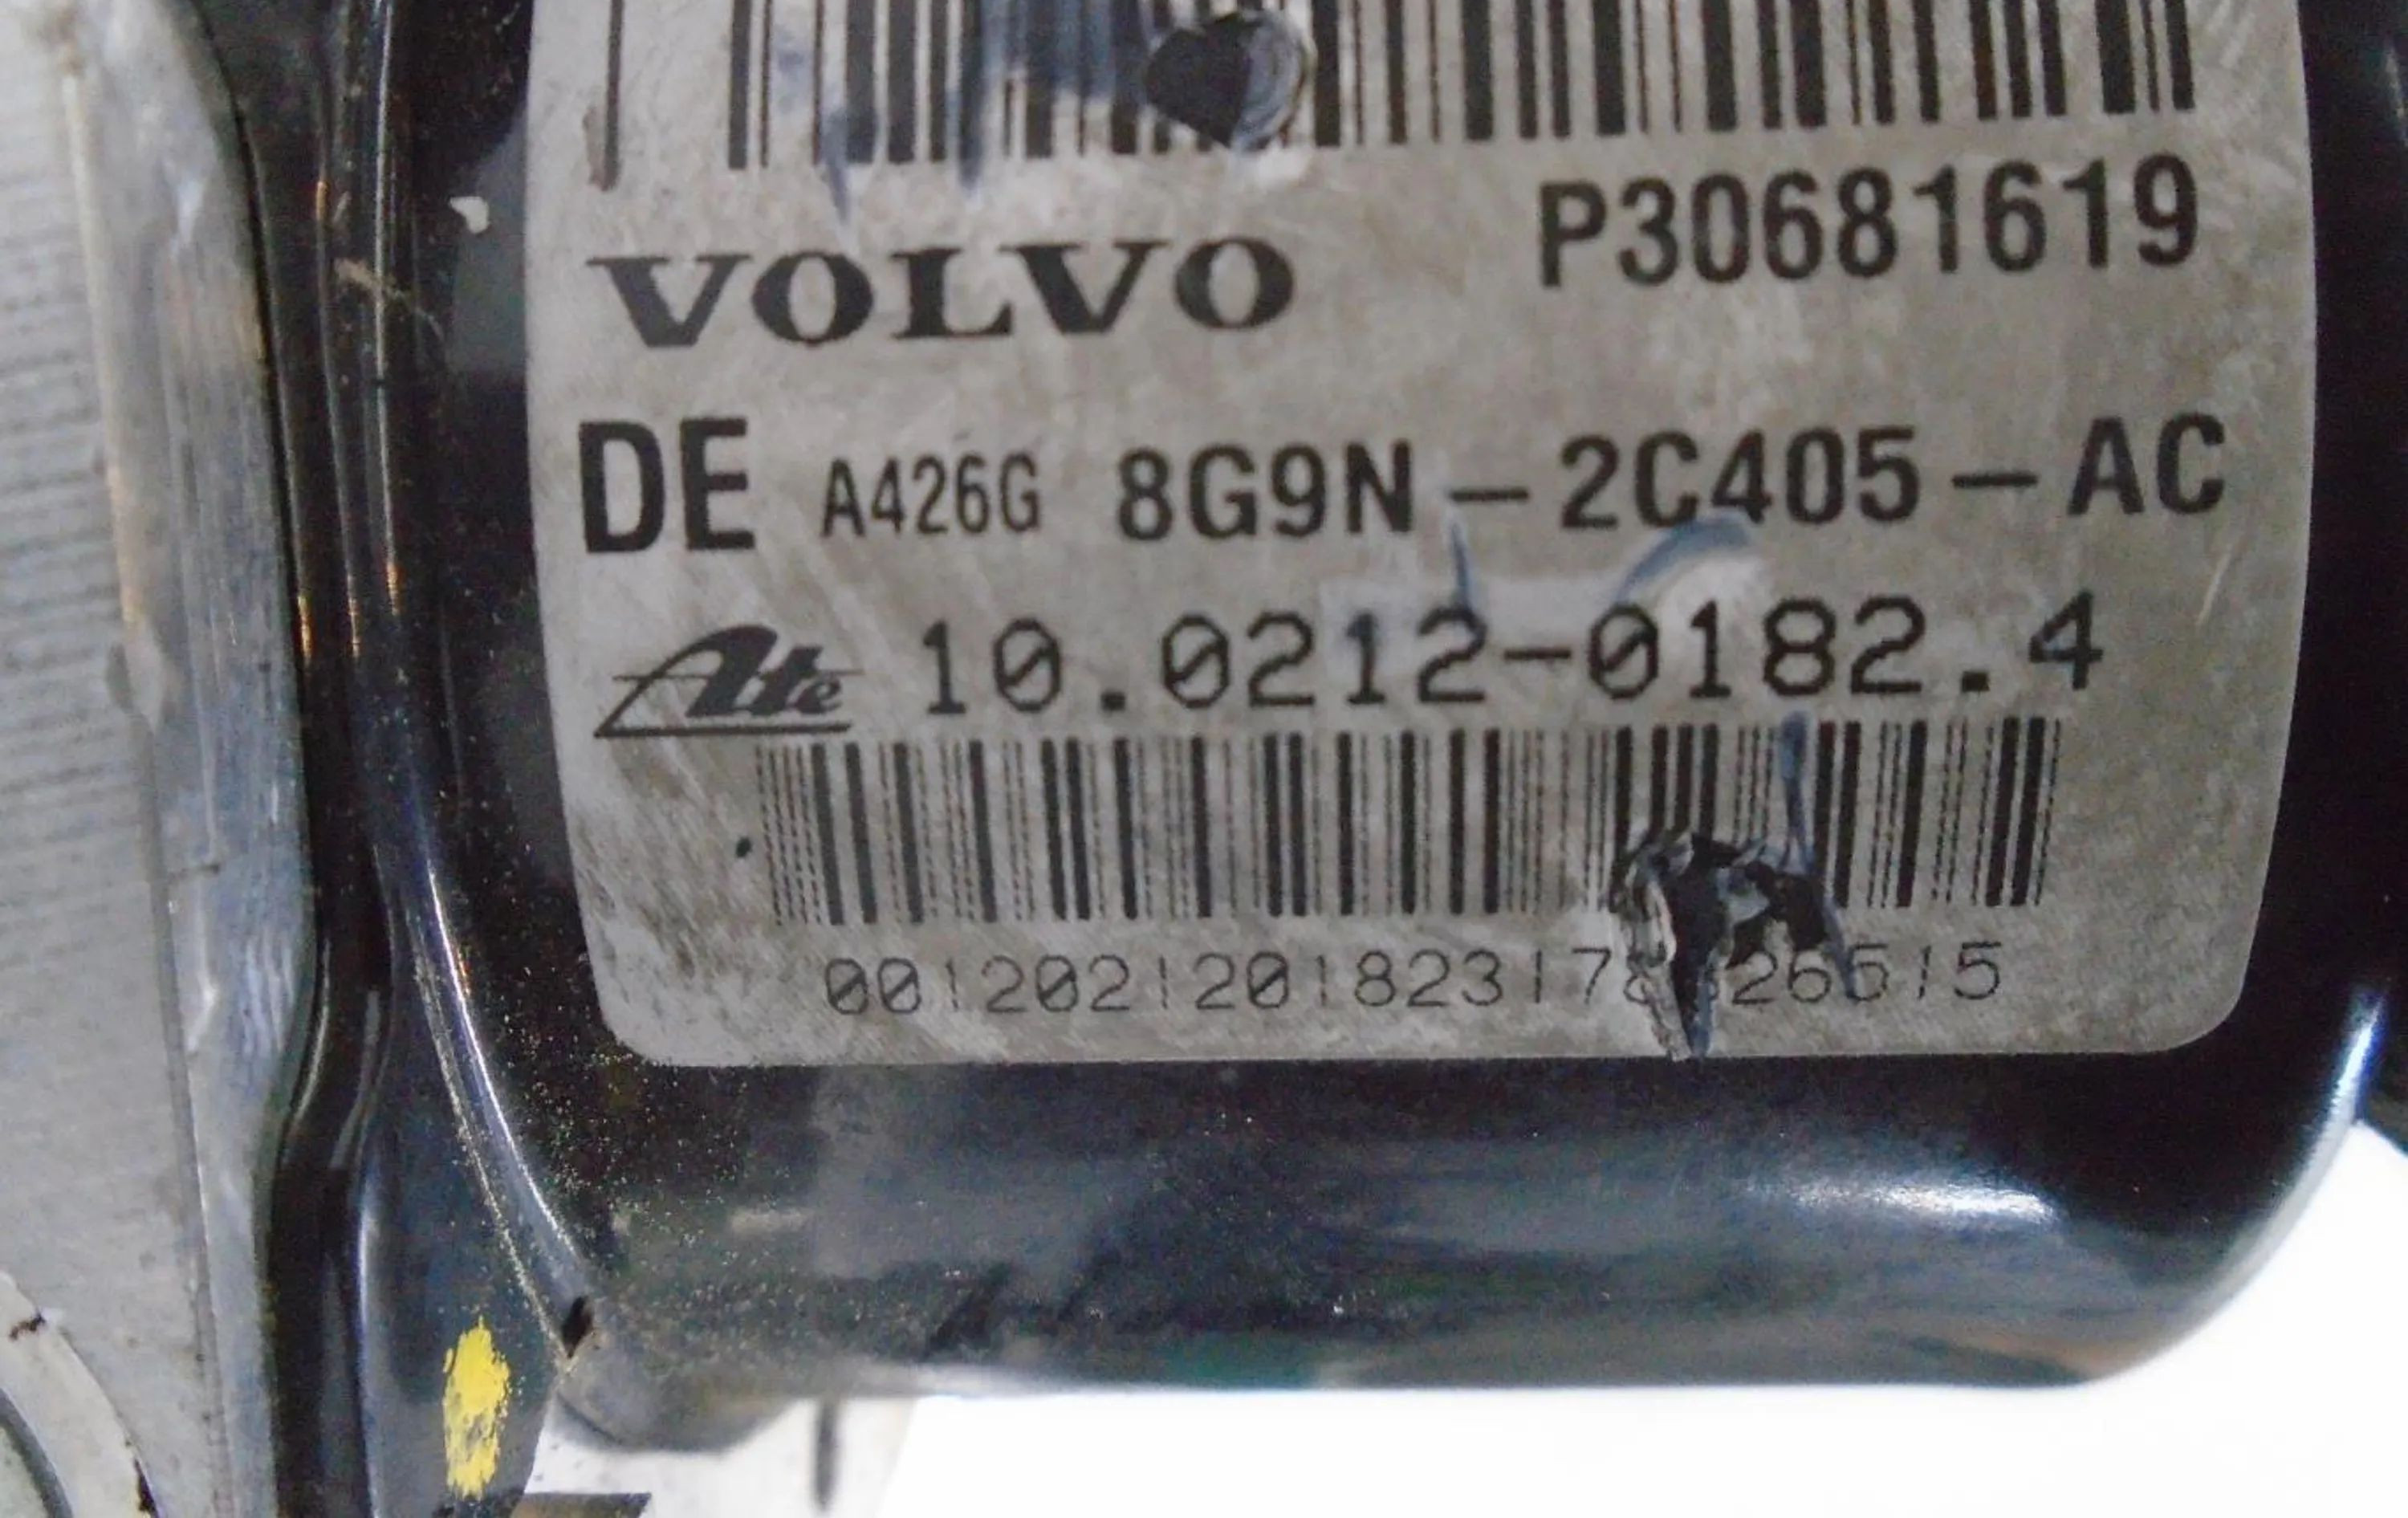 P30681619
VOLVO
DE A426G 8G9N-2C405-AC
Ate 10.0212-0182.4